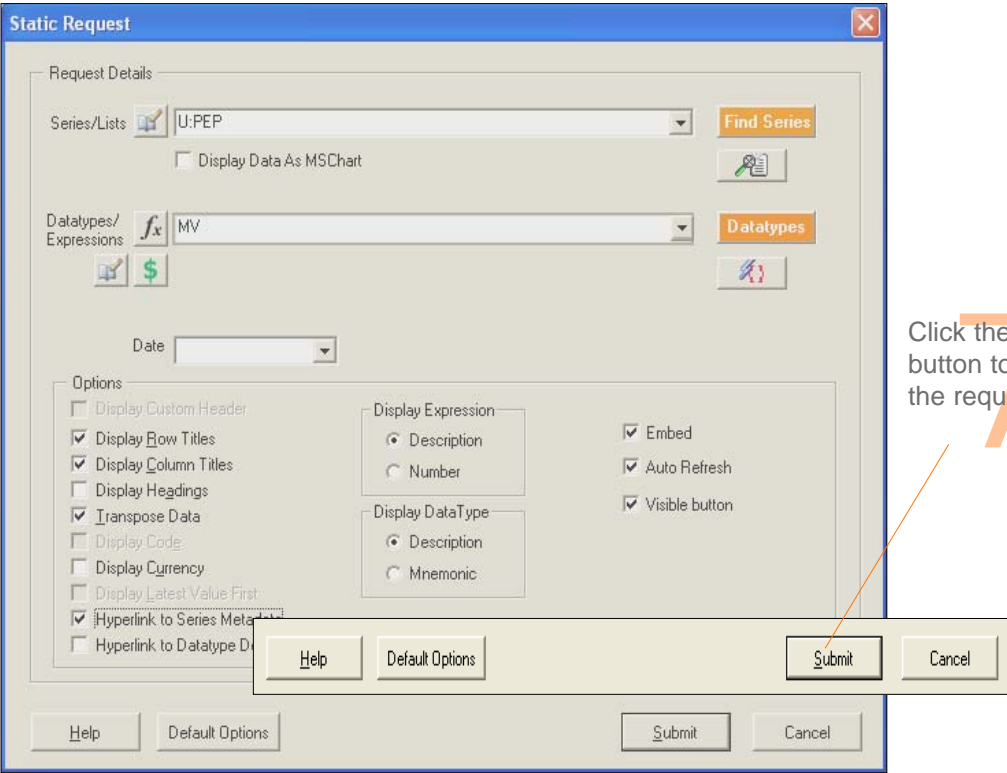 Static Request
Request Details
Series/Lists U:PEP Find Series
Display Data As MSChart
Datatypes/
Expressions fx MV Datatypes
$
Date
Options
Display Custom Header
Display Row Titles
Display Column Titles
Display Headings
Transpose Data
Display Code
Display Currency
Display Latest Value First
Hyperlink to Series Metadata
Hyperlink to Datatype D
Display Expression
Description
Number
Display DataType
Description
Mnemonic
Embed
Auto Refresh
Visible button
Click the
button to
the requ
Help Default Options Submit Cancel
Help Default Options Submit Cancel